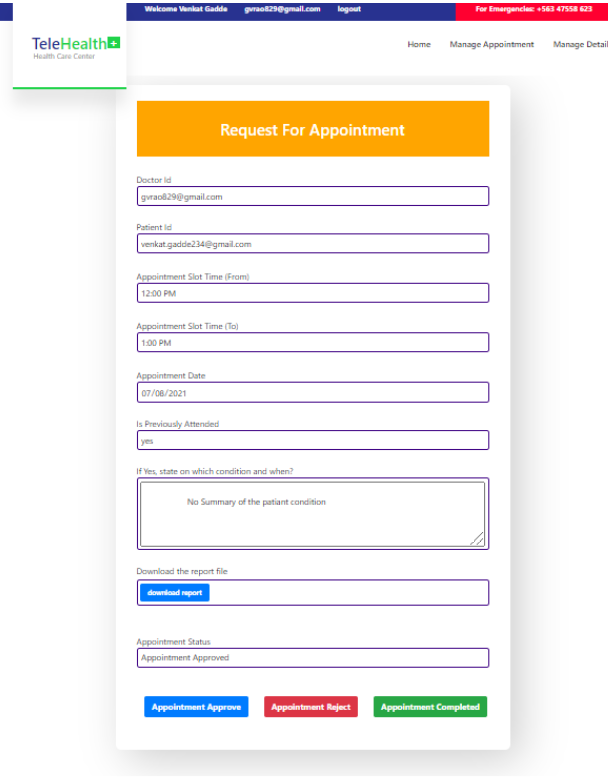 Welcome Venkat Gadde gvrao829@gmail.com logout For Emergencies: +563 47558 623
TeleHealth+
Health Care Center
Home Manage Appointment Manage Detail
Request For Appointment
Doctor Id
gvrao829@gmail.com
Patient Id
venkat.gadde234@gmail.com
Appointment Slot Time (From)
12:00 PM
Appointment Slot Time (To)
1:00 PM
Appointment Date
07/08/2021
Is Previously Attended
yes
If Yes, state on which condition and when?
No Summary of the patiant condition
Download the report file
download report
Appointment Status
Appointment Approved
Appointment Approve Appointment Reject Appointment Completed